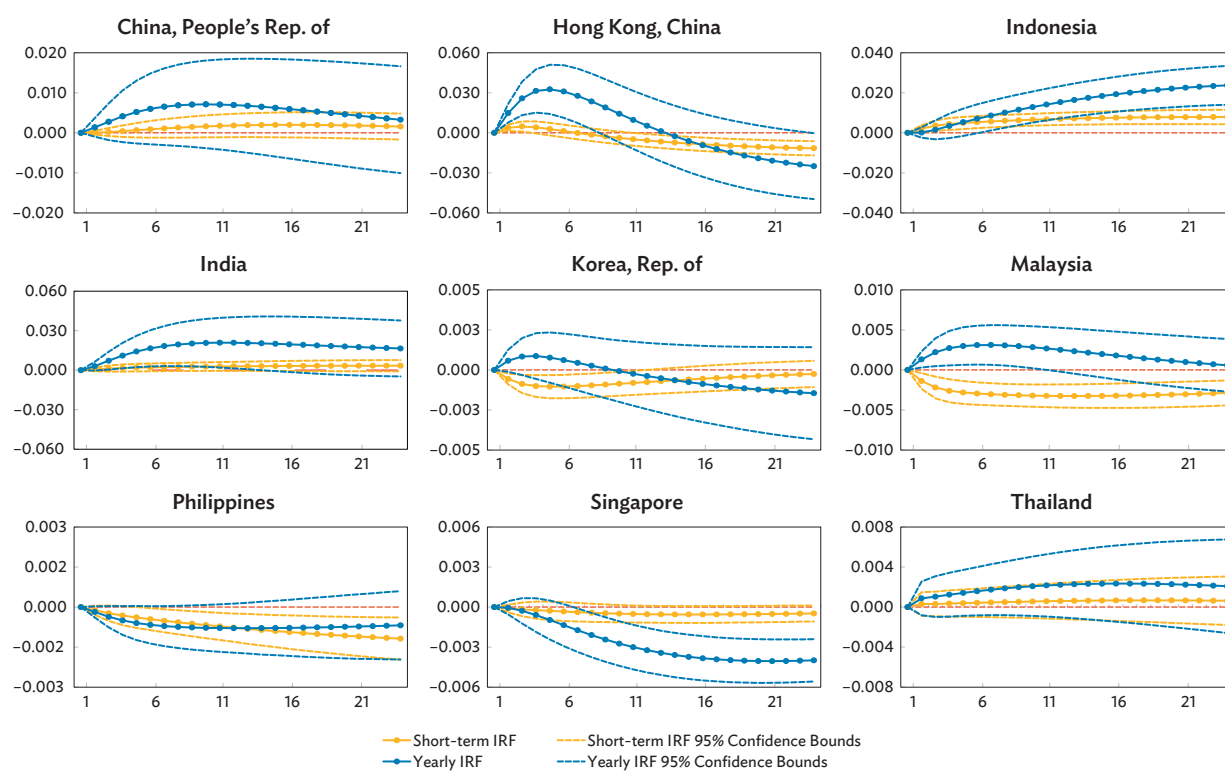 China, People's Rep. of
0.020
0.010
0.000
−0.010
−0.020
1 6 11 16 21
Hong Kong, China
0.060
0.030
0.000
−0.030
−0.060
1 6 11 16 21
Indonesia
0.040
0.020
0.000
−0.020
−0.040
1 6 11 16 21
India
0.060
0.030
0.000
−0.030
−0.060
1 6 11 16 21
Korea, Rep. of
0.005
0.003
0.000
−0.003
−0.005
1 6 11 16 21
Malaysia
0.010
0.005
0.000
−0.005
−0.010
1 6 11 16 21
Philippines
0.003
0.002
0.000
−0.002
−0.003
1 6 11 16 21
Singapore
0.006
0.003
0.000
−0.003
−0.006
1 6 11 16 21
Thailand
0.008
0.004
0.000
−0.004
−0.008
1 6 11 16 21
Short-term IRF
Short-term IRF 95% Confidence Bounds
Yearly IRF
Yearly IRF 95% Confidence Bounds